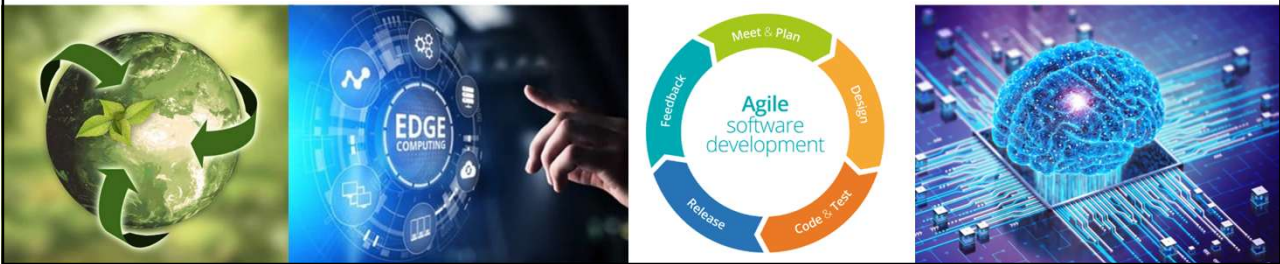 EDGE
COMPUTING
Meet & Plan
Design
Code & Test
Release
Feedback
Agile
software
development